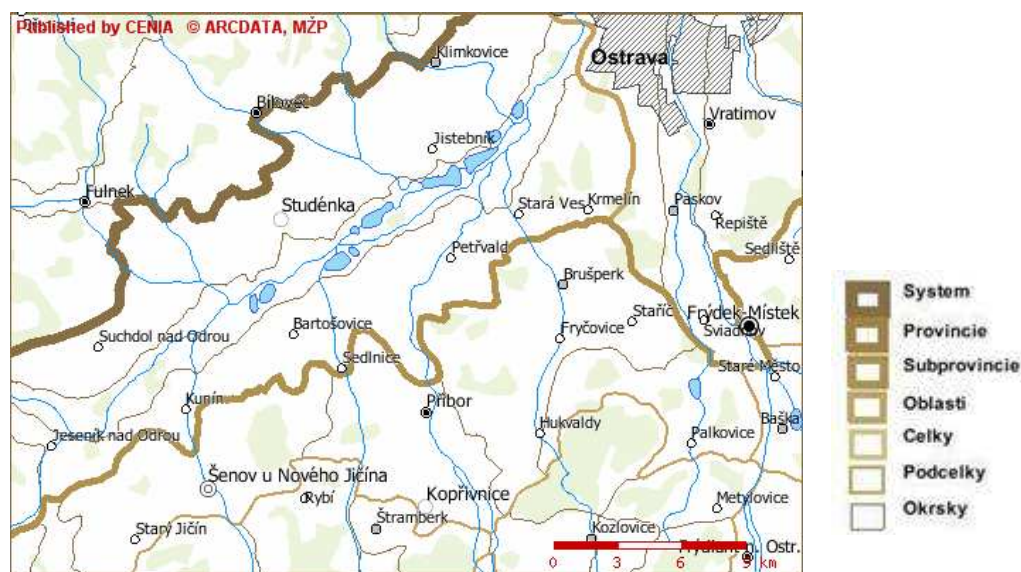 Published by CENIA © ARCDATA, MŽP
Klimkovice
Ostrava
Bílovec
Vratimov
Jistebník
Fulnek
Studénka
Stará Ves
Krmelín
Paskov
Řepiště
Petřvald
Sedliště
Brušperk
Suchdol nad Odrou
Bartošovice
Fryčovice
Staříč
Frýdek-Místek
Sviadnov
Sedlnice
Staré Město
Kunín
Příbor
Jeseník nad Odrou
Hukvaldy
Palkovice
Baška
Šenov u Nového Jičína
Rybí
Kopřivnice
Metylovice
Starý Jičín
Štramberk
Kozlovice
n. Ostr.
0 3 6 9 km
System
Provincie
Subprovincie
Oblasti
Celky
Podcelky
Okrsky